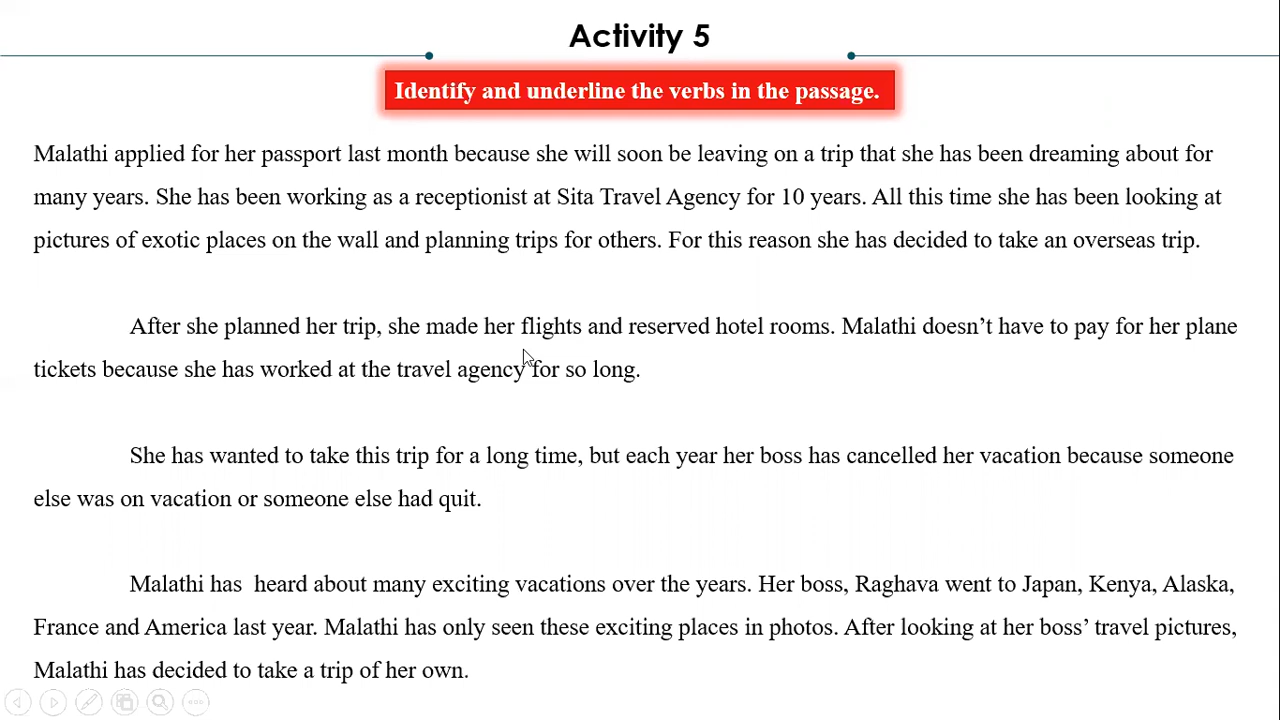 Activity 5
Identify and underline the verbs in the passage.
Malathi applied for her passport last month because she will soon be leaving on a trip that she has been dreaming about for
many years. She has been working as a receptionist at Sita Travel Agency for 10 years. All this time she has been looking at
pictures of exotic places on the wall and planning trips for others. For this reason she has decided to take an overseas trip.
After she planned her trip, she made her flights and reserved hotel rooms. Malathi doesn’t have to pay for her plane
tickets because she has worked at the travel agency for so long.
She has wanted to take this trip for a long time, but each year her boss has cancelled her vacation because someone
else was on vacation or someone else had quit.
Malathi has  heard about many exciting vacations over the years. Her boss, Raghava went to Japan, Kenya, Alaska,
France and America last year. Malathi has only seen these exciting places in photos. After looking at her boss’ travel pictures,
Malathi has decided to take a trip of her own.